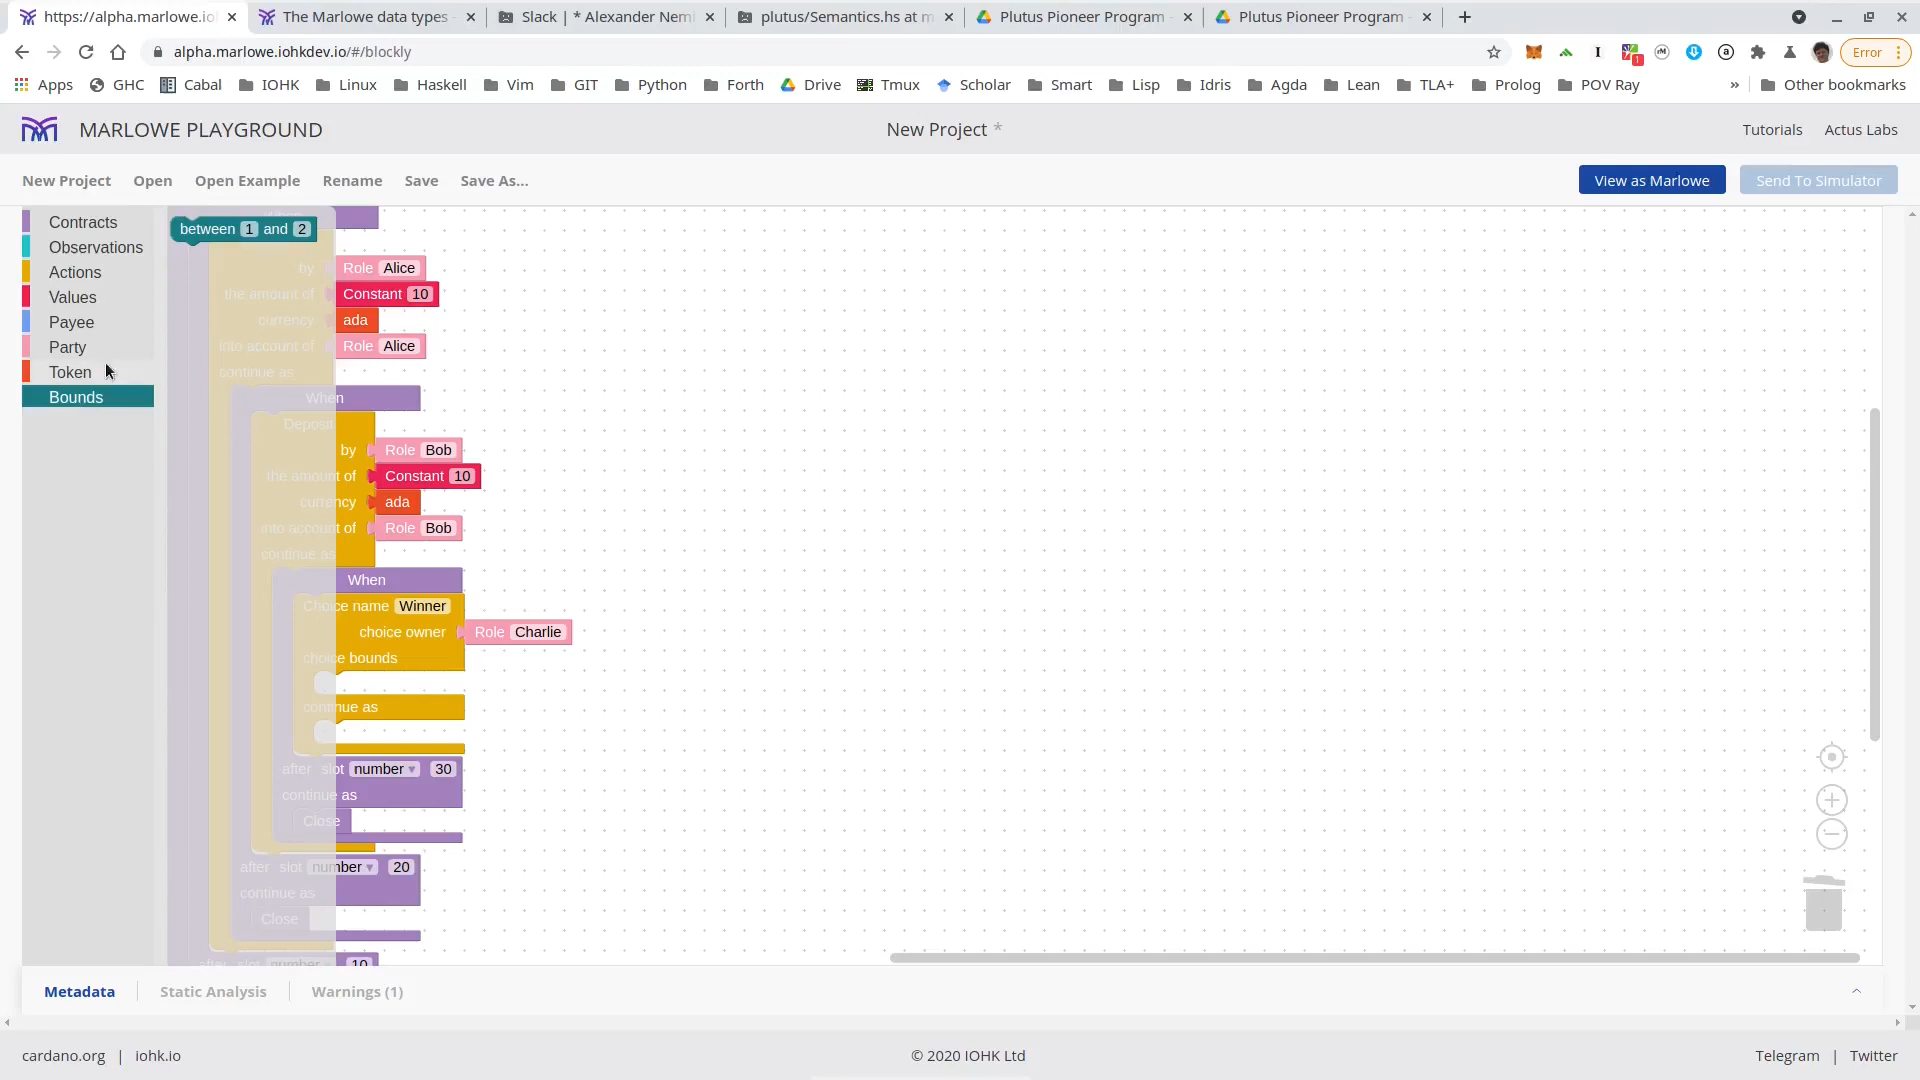 https://alpha.marlowe.io
The Marlowe data types -
Slack | * Alexander Nemi
plutus/Semantics.hs at m
Plutus Pioneer Program -
Plutus Pioneer Program -
alpha.marlowe.iohkdev.io/#/blockly
Error
Apps
GHC
Cabal
IOHK
Linux
Haskell
Vim
GIT
Python
Forth
Drive
Tmux
Scholar
Smart
Lisp
Idris
Agda
Lean
TLA+
Prolog
POV Ray
»
Other bookmarks
MARLOWE PLAYGROUND
New Project *
Tutorials
Actus Labs
New Project
Open
Open Example
Rename
Save
Save As...
View as Marlowe
Send To Simulator
Contracts
Observations
Actions
Values
Payee
Party
Token
Bounds
between 1 and 2
by Role Alice
the amount of Constant 10
currency ada
into account of Role Alice
continue as
When
Deposit
by Role Bob
the amount of Constant 10
currency ada
into account of Role Bob
continue as
When
Choice name Winner
choice owner Role Charlie
choice bounds
continue as
after slot number 30
continue as
Close
after slot number 20
continue as
Close
after slot number 10
Metadata
Static Analysis
Warnings (1)
cardano.org | iohk.io
© 2020 IOHK Ltd
Telegram | Twitter